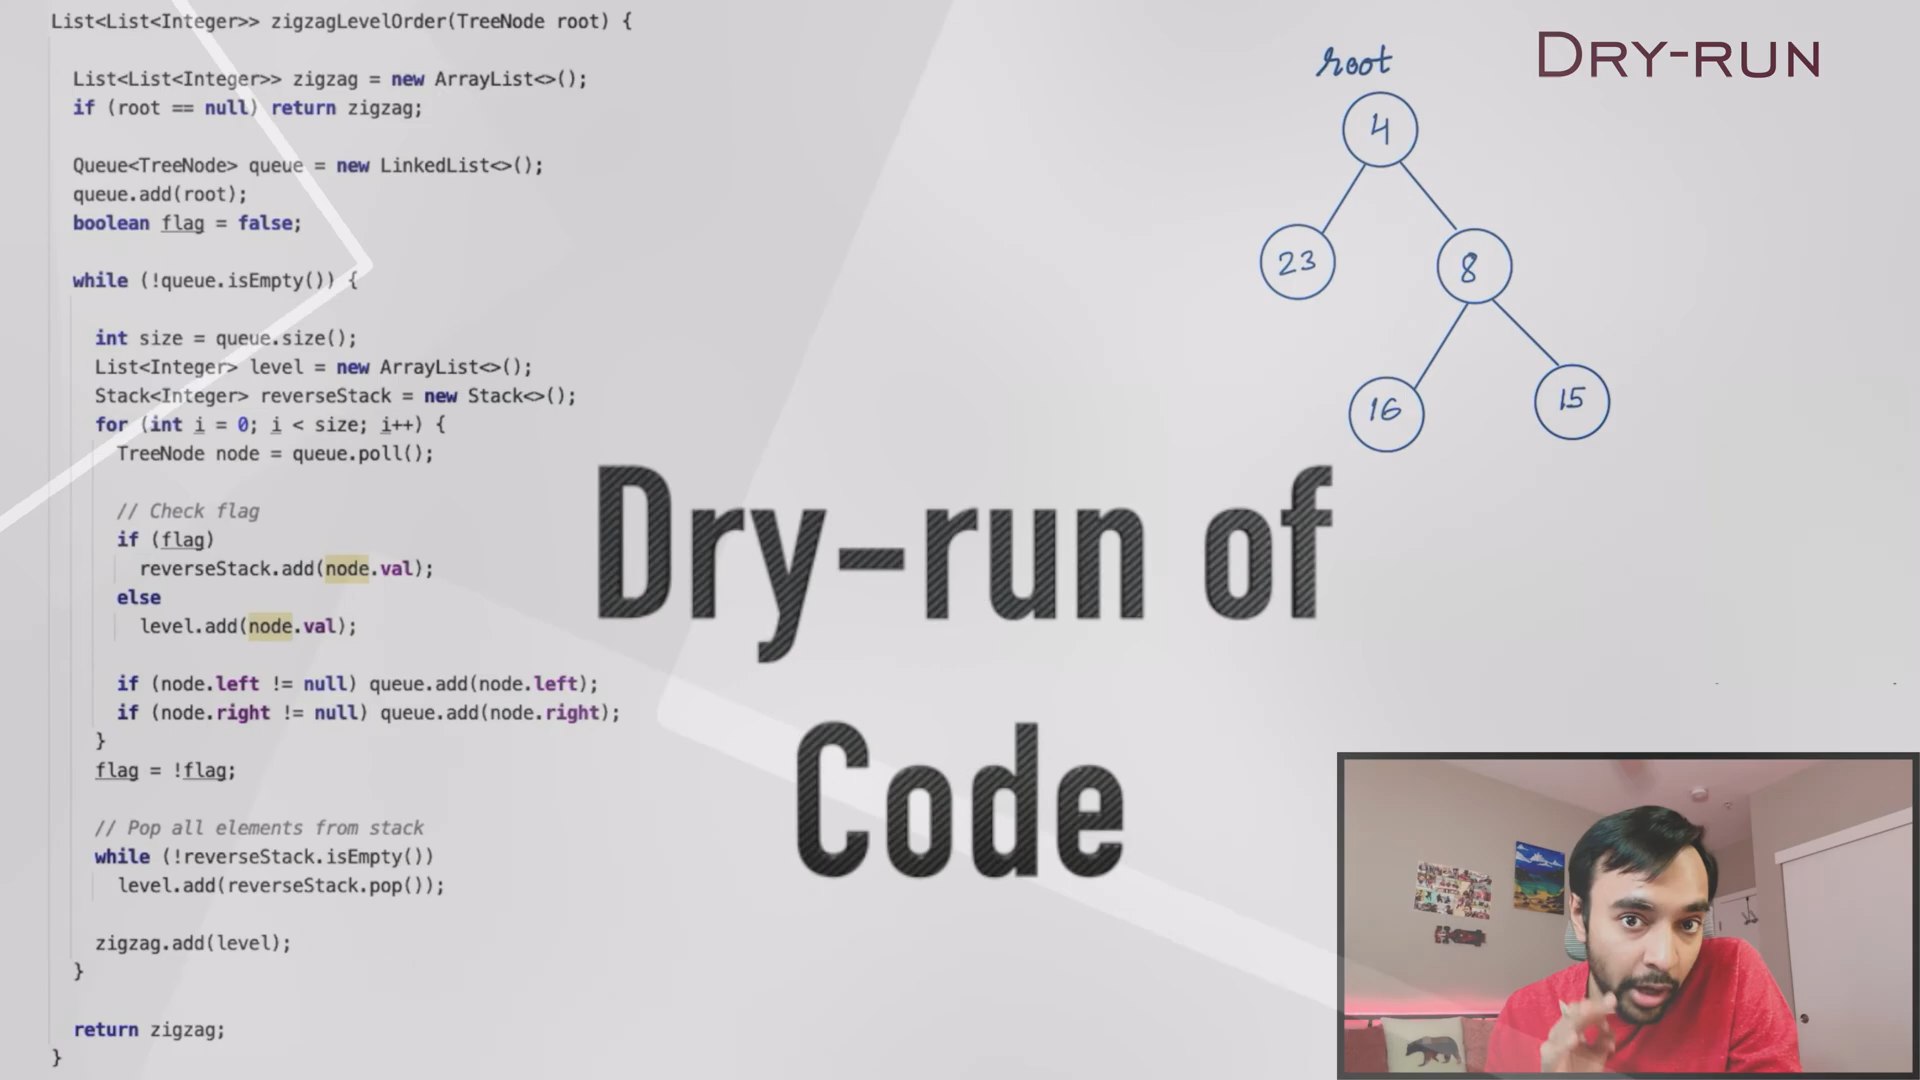 List<List<Integer>> zigzagLevelOrder(TreeNode root) {
List<List<Integer>> zigzag = new ArrayList<>();
if (root == null) return zigzag;
Queue<TreeNode> queue = new LinkedList<>();
queue.add(root);
boolean flag = false;
while (!queue.isEmpty()) {
int size = queue.size();
List<Integer> level = new ArrayList<>();
Stack<Integer> reverseStack = new Stack<>();
for (int i = 0; i < size; i++) {
TreeNode node = queue.poll();
// Check flag
if (flag)
reverseStack.add(node.val);
else
level.add(node.val);
if (node.left != null) queue.add(node.left);
if (node.right != null) queue.add(node.right);
}
flag = !flag;
// Pop all elements from stack
while (!reverseStack.isEmpty())
level.add(reverseStack.pop());
zigzag.add(level);
}
return zigzag;
}
DRY-RUN
root
4
23
8
16
15
Dry-run of
Code